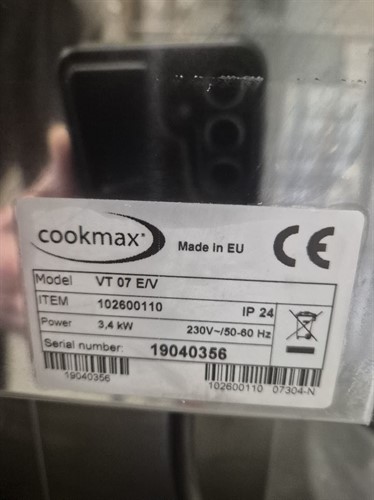 cookmax®
Made in EU
CE
Model VT 07 E/V
ITEM 102600110 IP 24
Power 3,4 kW 230V~/50-60 Hz
Serial number: 19040356
19040356
102600110 07304-N